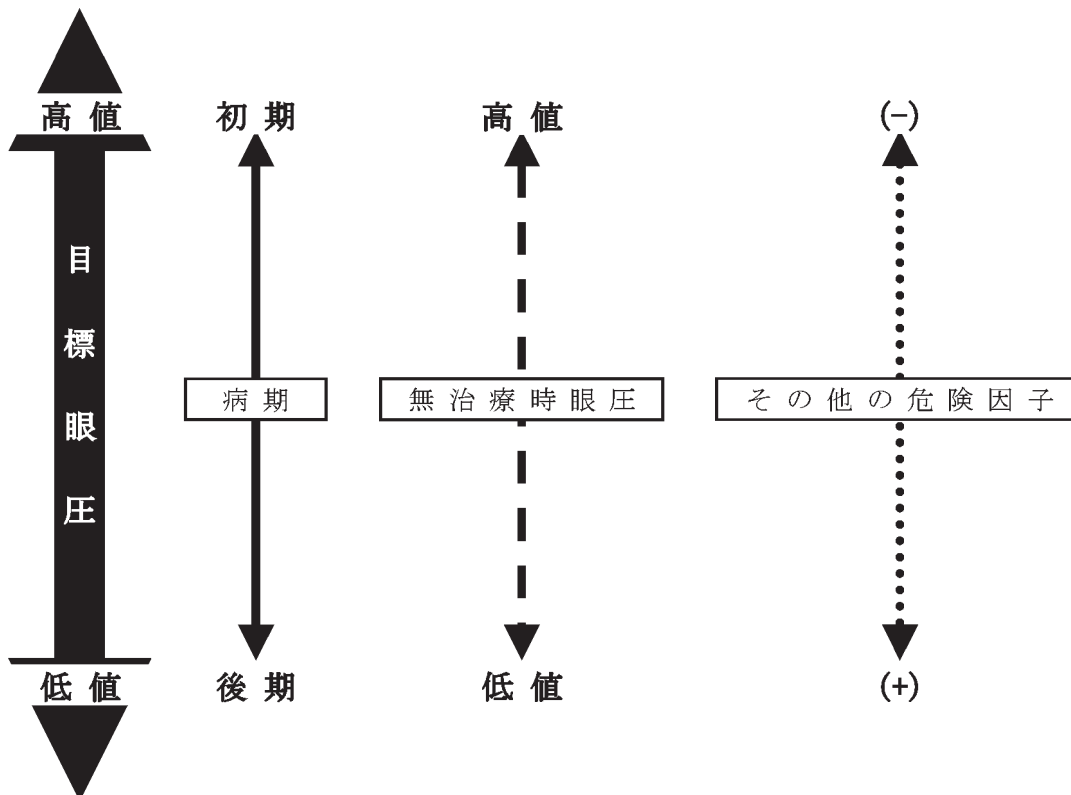 高値
初期
高値
(−)
目標眼圧
病期
無治療時眼圧
その他の危険因子
低値
後期
低値
(+)